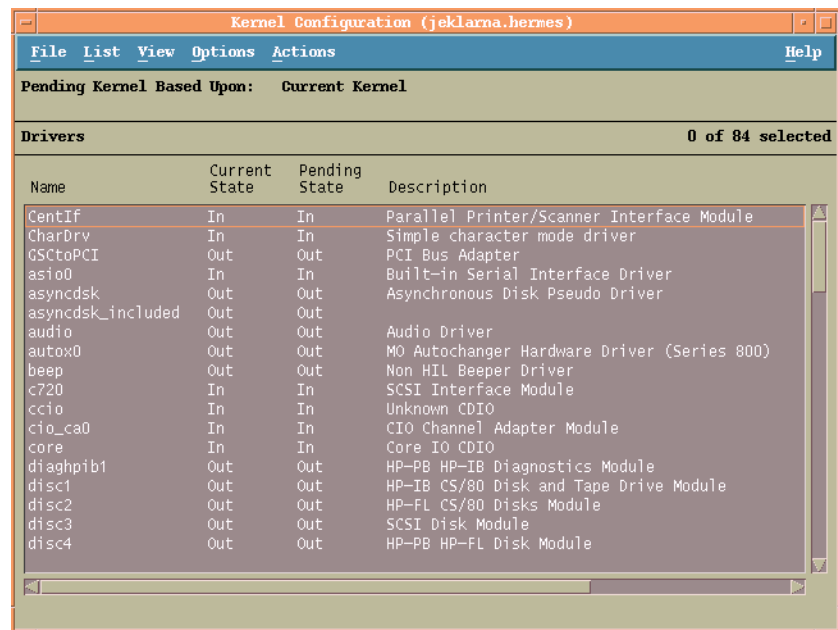 Kernel Configuration (jeklarna.hermes)
File List View Options Actions Help
Pending Kernel Based Upon: Current Kernel
Drivers 0 of 84 selected
Current Pending
Name State State Description
CentIf In In Parallel Printer/Scanner Interface Module
CharDrv In In Simple character mode driver
GSCtoPCI Out Out PCI Bus Adapter
asio0 In In Built-in Serial Interface Driver
asyncdsk Out Out Asynchronous Disk Pseudo Driver
asyncdsk_included Out Out
audio Out Out Audio Driver
autox0 Out Out MO Autochanger Hardware Driver (Series 800)
beep Out Out Non HIL Beeper Driver
c720 In In SCSI Interface Module
ccio In In Unknown CDIO
cio_ca0 In In CIO Channel Adapter Module
core In In Core IO CDIO
diaghpib1 Out Out HP-PB HP-IB Diagnostics Module
disc1 Out Out HP-IB CS/80 Disk and Tape Drive Module
disc2 Out Out HP-FL CS/80 Disks Module
disc3 Out Out SCSI Disk Module
disc4 Out Out HP-PB HP-FL Disk Module